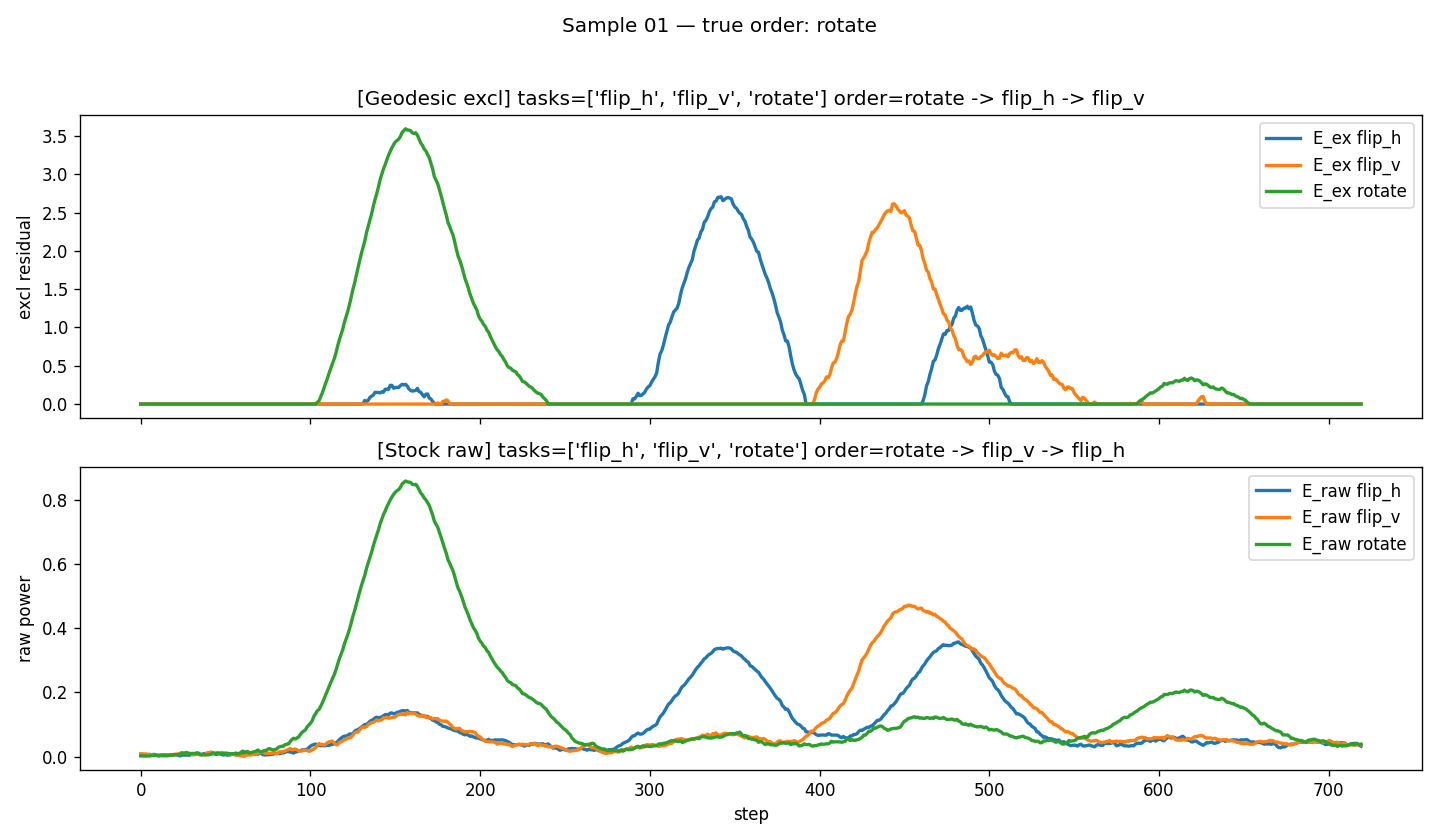 Sample 01 — true order: rotate
[Geodesic excl] tasks=['flip_h', 'flip_v', 'rotate'] order=rotate -> flip_h -> flip_v
excl residual
3.5
3.0
2.5
2.0
1.5
1.0
0.5
0.0
E_ex flip_h
E_ex flip_v
E_ex rotate
[Stock raw] tasks=['flip_h', 'flip_v', 'rotate'] order=rotate -> flip_v -> flip_h
raw power
0.8
0.6
0.4
0.2
0.0
E_raw flip_h
E_raw flip_v
E_raw rotate
0 100 200 300 400 500 600 700
step